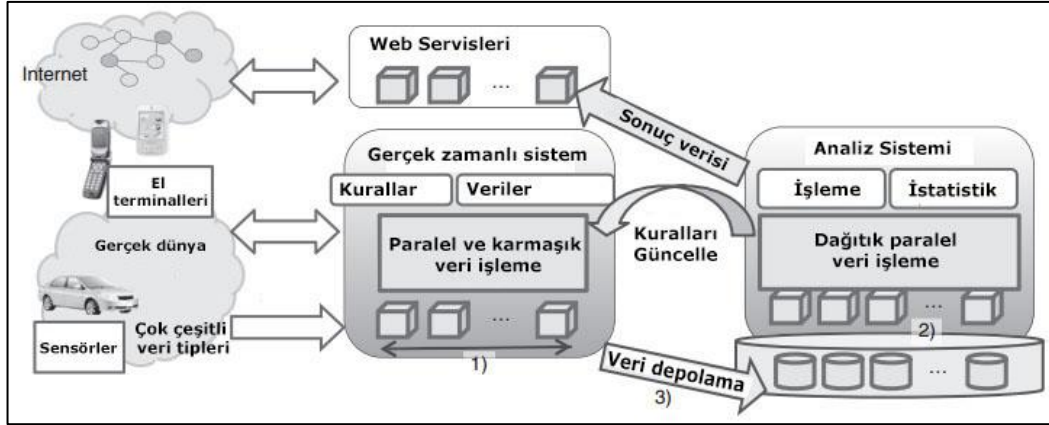 Internet
El
terminalleri
Gerçek dünya
Sensörler
Çok çeşitli
veri tipleri
Web Servisleri
...
Gerçek zamanlı sistem
Kurallar
Veriler
Paralel ve karmaşık
veri işleme
...
1)
Sonuç verisi
Kuralları
Güncelle
Veri depolama
3)
Analiz Sistemi
İşleme
İstatistik
Dağıtık paralel
veri işleme
...
2)
...